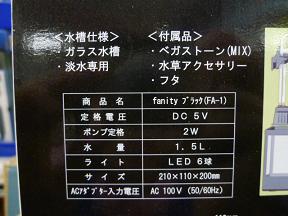 <水槽仕様>　<付属品>
・ガラス水槽　・ベガストーン(MIX)
・淡水専用　・水草アクセサリー
・フタ
商品名　fanity ブラック(FA-1)
定格電圧　DC 5V
ポンプ定格　2W
水量　1.5L
ライト　LED 6球
サイズ　210×110×200mm
ACアダプター入力電圧　AC 100V (50/60Hz)